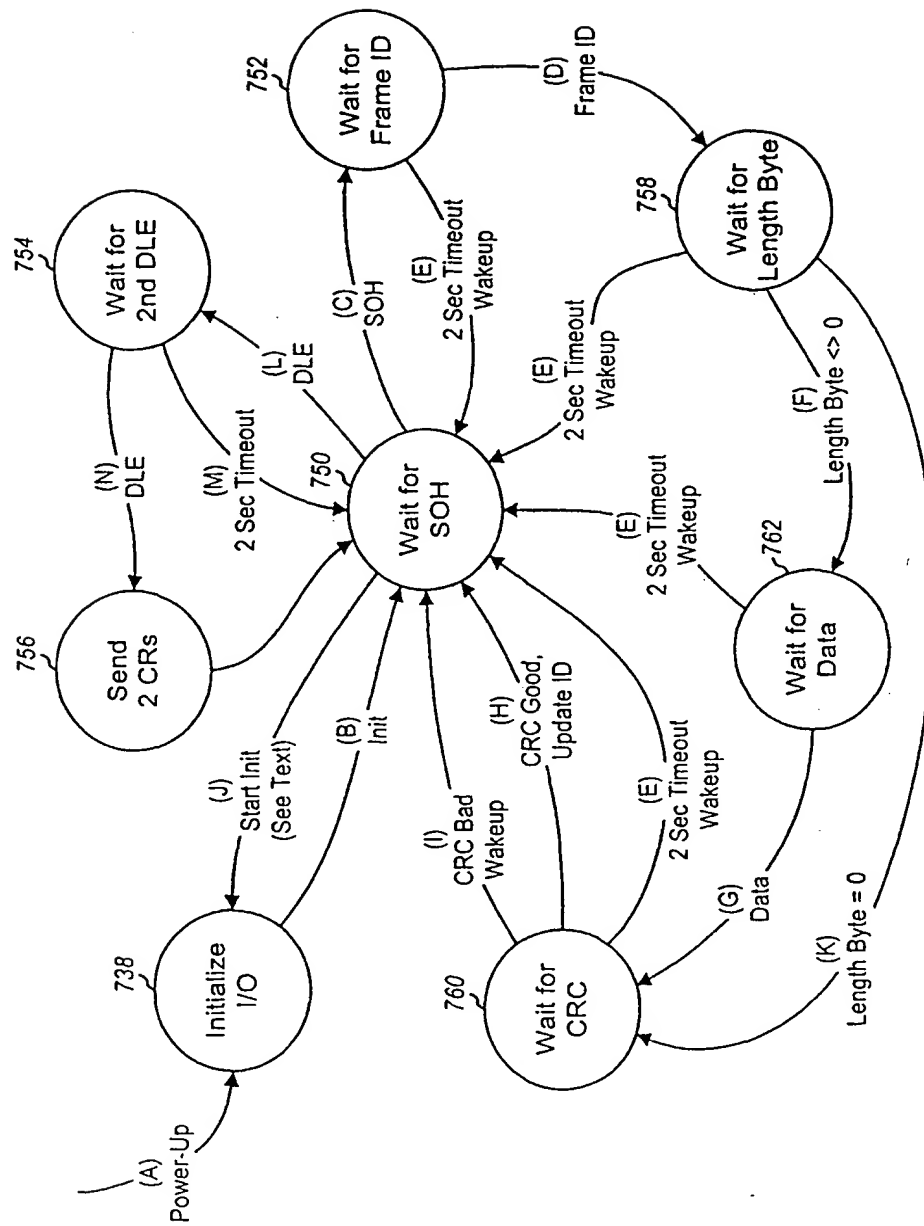 (A)
Power-Up
738
Initialize
I/O
(J)
Start Init
(See Text)
(B)
Init
756
Send
2 CRs
(N)
DLE
754
Wait for
2nd DLE
(M)
2 Sec Timeout
(L)
DLE
750
Wait for
SOH
(C)
SOH
752
Wait for
Frame ID
(E)
2 Sec Timeout
Wakeup
(D)
Frame ID
758
Wait for
Length Byte
(E)
2 Sec Timeout
Wakeup
(F)
Length Byte <> 0
762
Wait for
Data
(E)
2 Sec Timeout
Wakeup
(G)
Data
(K)
Length Byte = 0
760
Wait for
CRC
(I)
CRC Bad
Wakeup
(H)
CRC Good,
Update ID
(E)
2 Sec Timeout
Wakeup